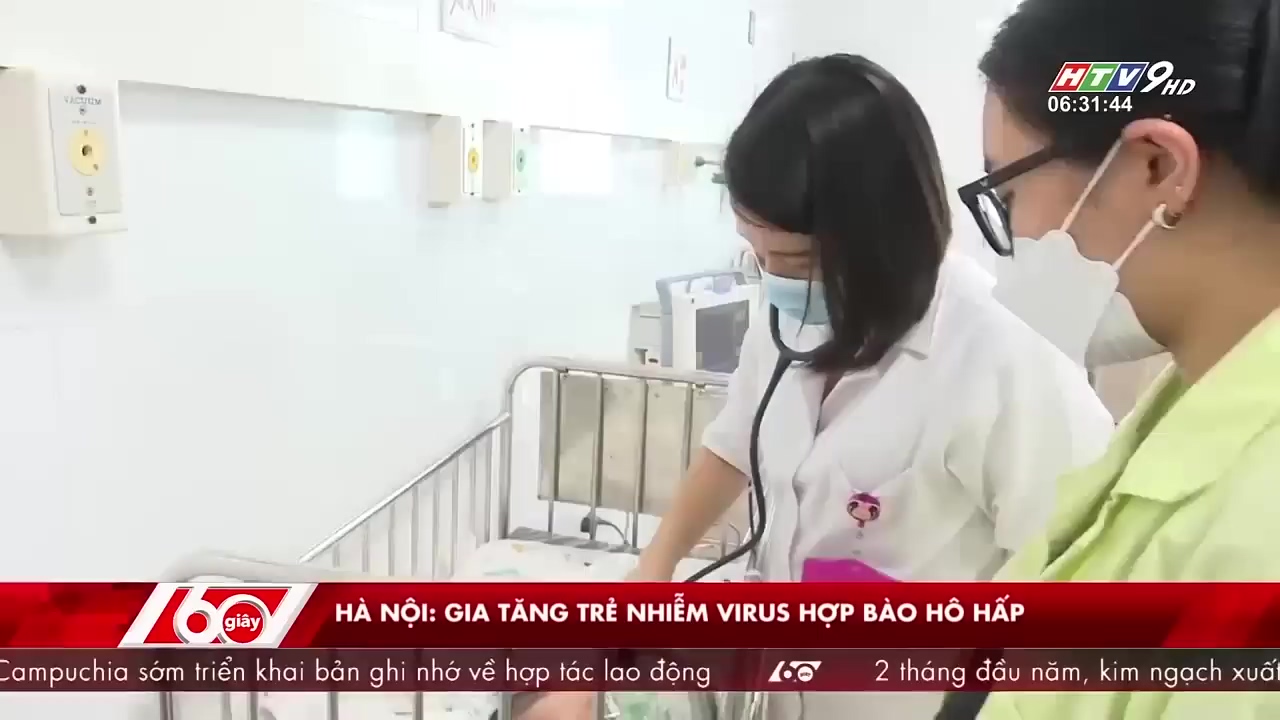 VACUUM
HTV9HD
06:31:44
60 giây
HÀ NỘI: GIA TĂNG TRẺ NHIỄM VIRUS HỢP BÀO HÔ HẤP
Campuchia sớm triển khai bản ghi nhớ về hợp tác lao động 60 2 tháng đầu năm, kim ngạch xuất